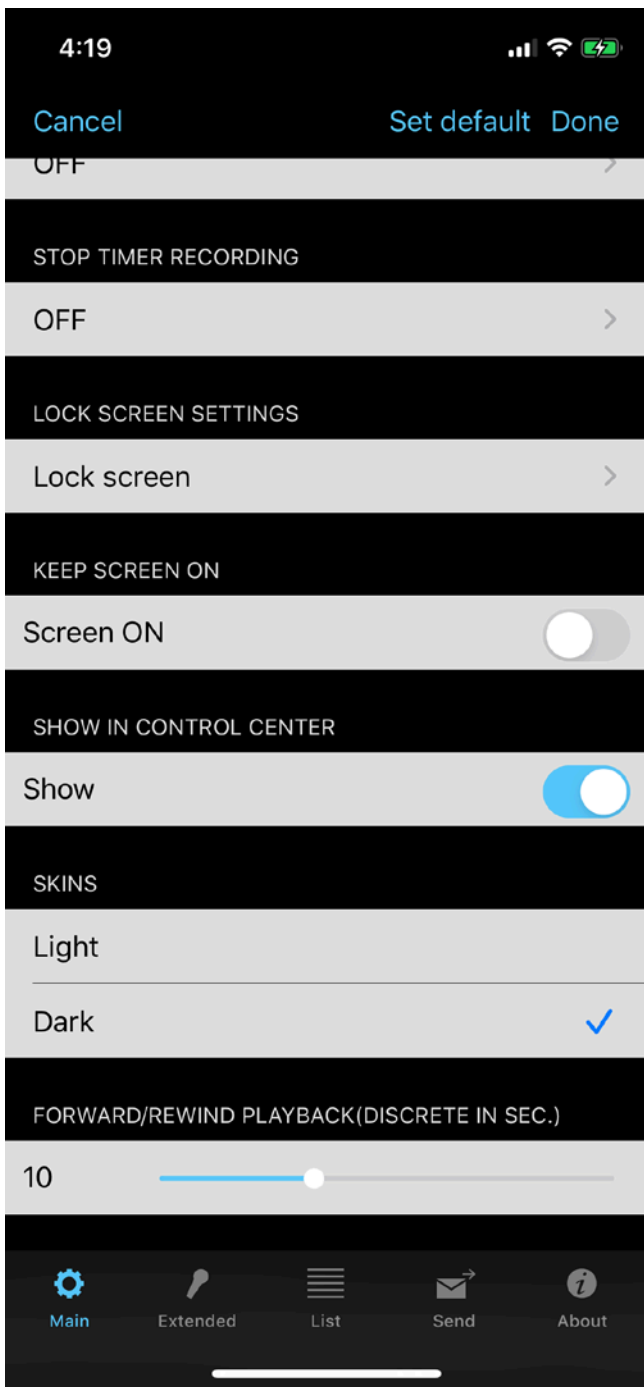 4:19
Cancel Set default Done
OFF
STOP TIMER RECORDING
OFF
LOCK SCREEN SETTINGS
Lock screen
KEEP SCREEN ON
Screen ON
SHOW IN CONTROL CENTER
Show
SKINS
Light
Dark
FORWARD/REWIND PLAYBACK(DISCRETE IN SEC.)
10
Main Extended List Send About